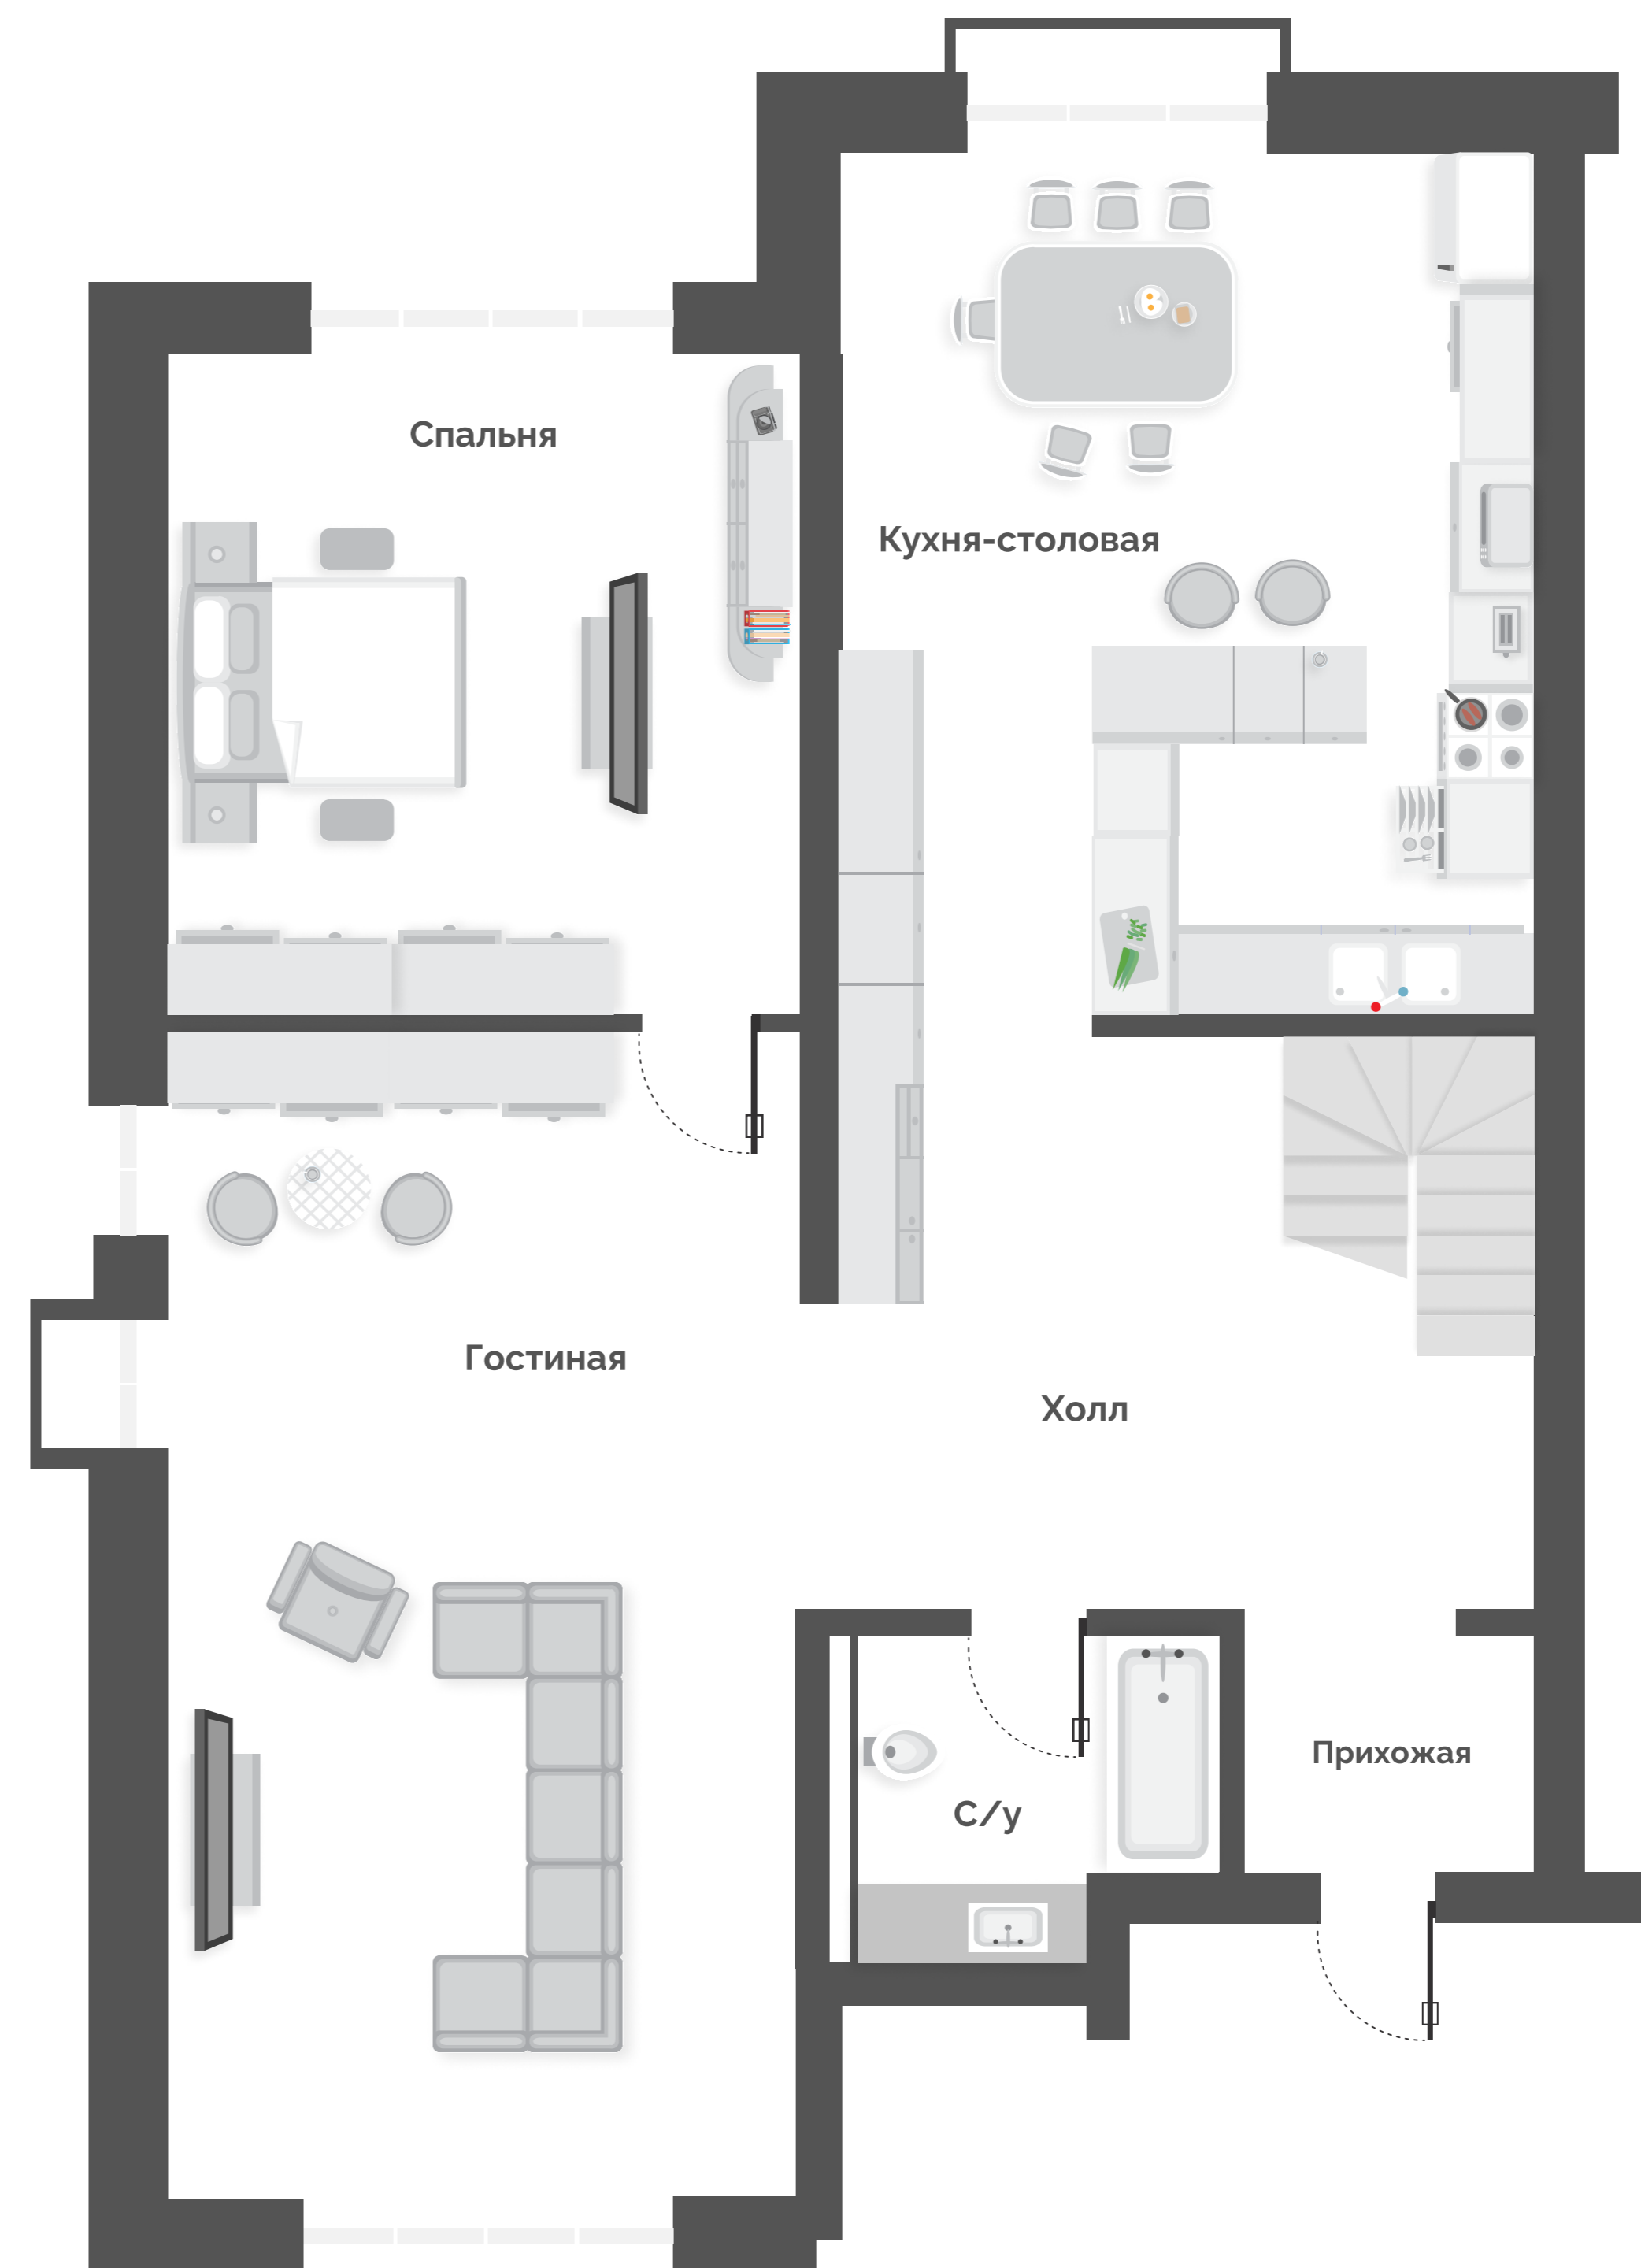 Спальня
Кухня-столовая
Гостиная
Холл
Прихожая
С/у